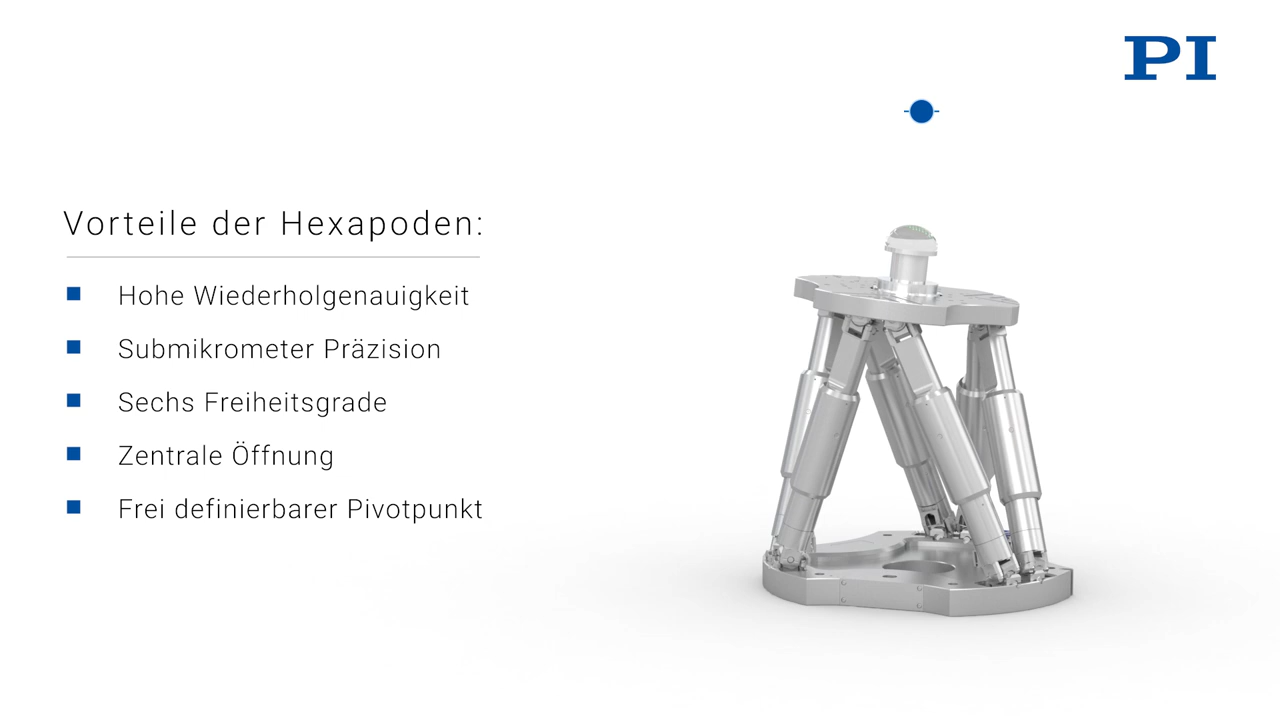 PI
Vorteile der Hexapoden:
Hohe Wiederholgenauigkeit
Submikrometer Präzision
Sechs Freiheitsgrade
Zentrale Öffnung
Frei definierbarer Pivotpunkt